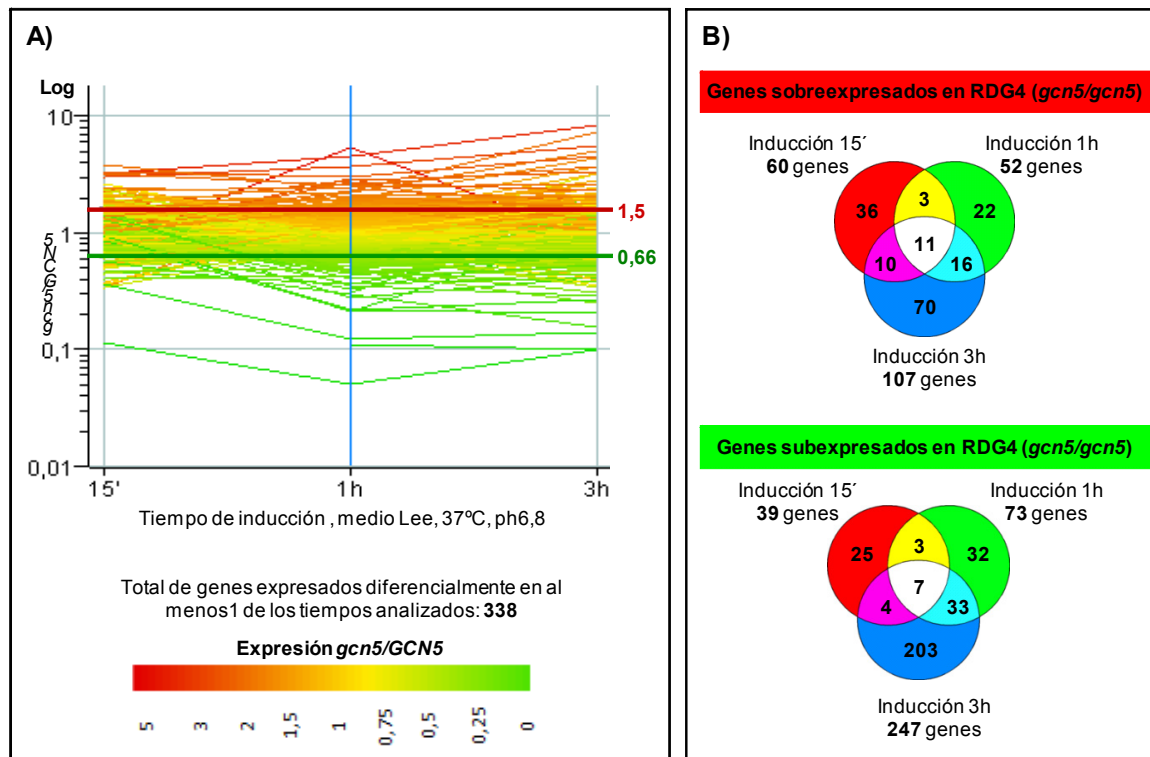 A)
Log
10
1
0,1
0,01
gcn5/GCN5
1,5
0,66
15' 1h 3h
Tiempo de inducción , medio Lee, 37ºC, ph6,8
Total de genes expresados diferencialmente en al
menos1 de los tiempos analizados: 338
Expresión gcn5/GCN5
5 3 2 1,5 1 0,75 0,5 0,25 0
B)
Genes sobreexpresados en RDG4 (gcn5/gcn5)
Inducción 15´
60 genes
Inducción 1h
52 genes
36 3 22
11
10 16
70
Inducción 3h
107 genes
Genes subexpresados en RDG4 (gcn5/gcn5)
Inducción 15´
39 genes
Inducción 1h
73 genes
25 3 32
7
4 33
203
Inducción 3h
247 genes